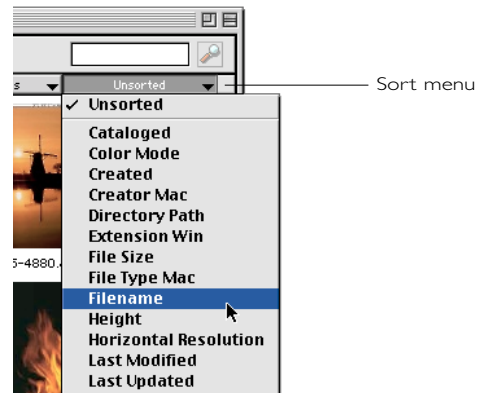 s
Unsorted
Sort menu
✓ Unsorted
Cataloged
Color Mode
Created
Creator Mac
Directory Path
Extension Win
File Size
5-4880.
File Type Mac
Filename
Height
Horizontal Resolution
Last Modified
Last Updated